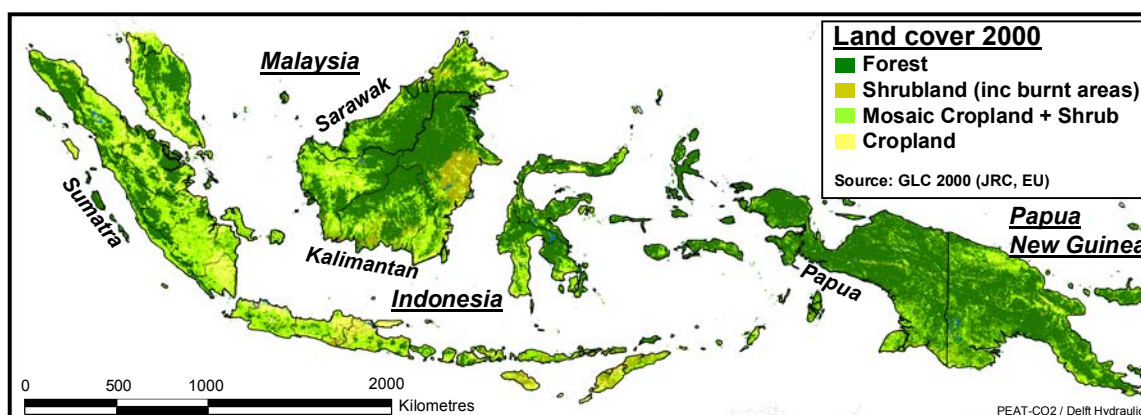 Land cover 2000
Forest
Shrubland (inc burnt areas)
Mosaic Cropland + Shrub
Cropland
Source: GLC 2000 (JRC, EU)
Malaysia
Sarawak
Sumatra
Kalimantan
Indonesia
Papua
Papua
New Guinea
0 500 1000 2000
Kilometres
PEAT-CO2 / Delft Hydraulic